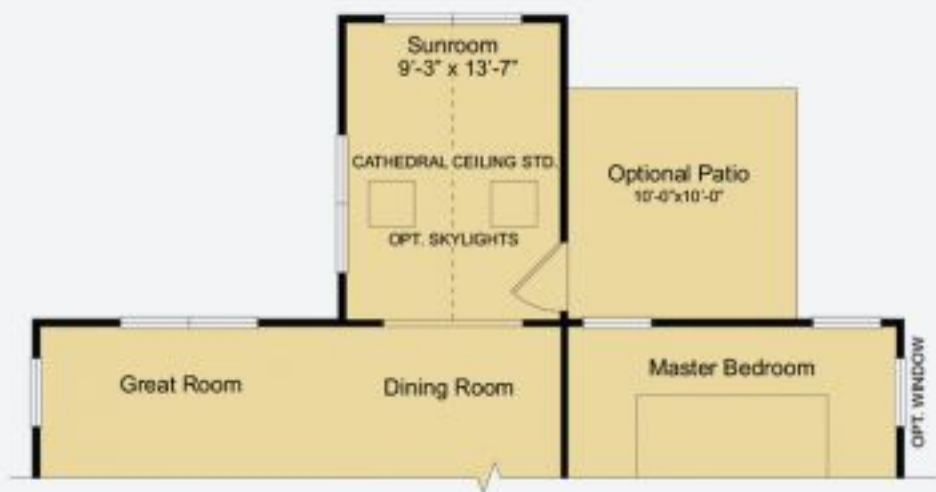 Sunroom
9'-3" x 13'-7"
CATHEDRAL CEILING STD.
OPT. SKYLIGHTS
Optional Patio
10'-0"x10'-0"
Great Room
Dining Room
Master Bedroom
OPT. WINDOW